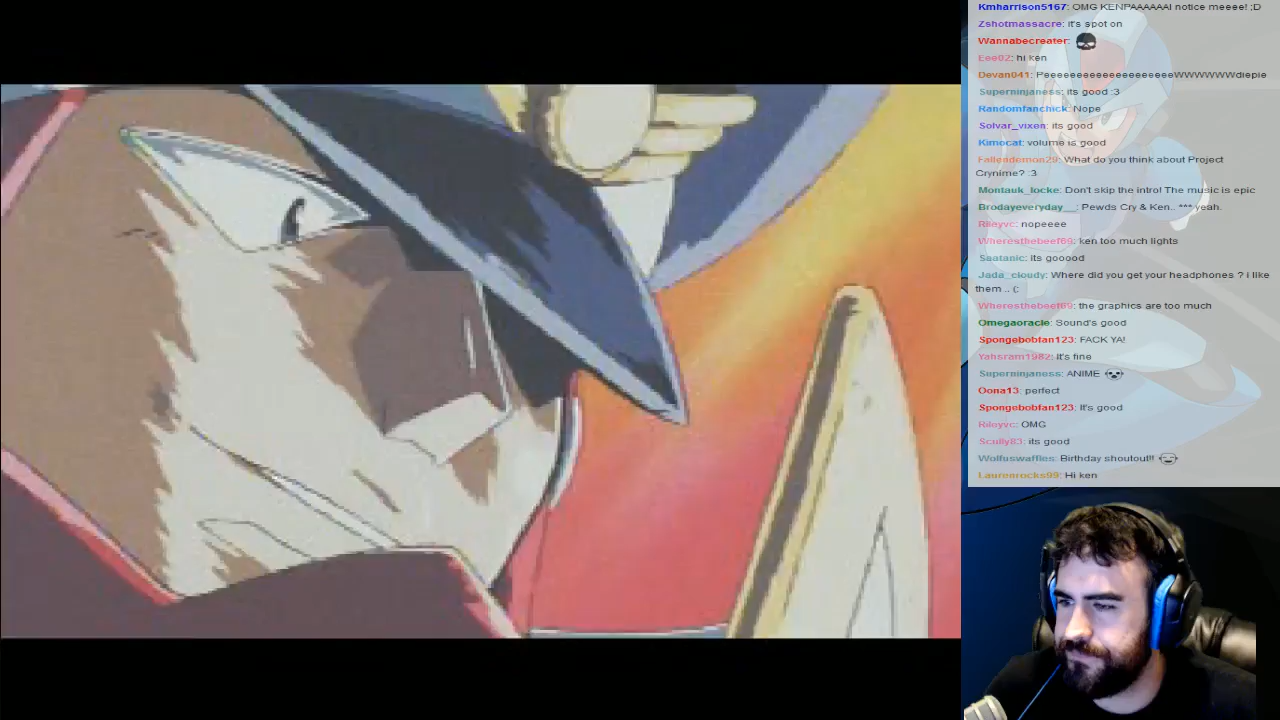 Kmharrison5167: OMG KENPAAAAAAI notice meeee! ;D
Zshotmassacre: it's spot on
Wannabecreater:
Eee92: hi ken
Devan041: PeeeeeeeeeeeeeeeeeeeeWWWWWWdiepie
Superninjaness: its good :3
Randomfanchick: Nope
Solvar_vixen: its good
Kimocat: volume is good
Fallendemon29: What do you think about Project
Crynime? :3
Montauk_locke: Don't skip the intro! The music is epic
Brodayeveryday__: Pewds Cry & Ken.. *** yeah.
Rileyvc: nopeeee
Wheresthebeef69: ken too much lights
Saatanic: its gooood
Jada_cloudy: Where did you get your headphones ? i like
them .. (:
Wheresthebeef69: the graphics are too much
Omegaoracle: Sound's good
Spongebobfan123: FACK YA!
Yahsram1982: It's fine
Superninjaness: ANIME
Oona13: perfect
Spongebobfan123: It's good
Rileyvc: OMG
Scully83: its good
Wolfuswaffles: Birthday shoutout!!
Laurenrocks99: Hi ken